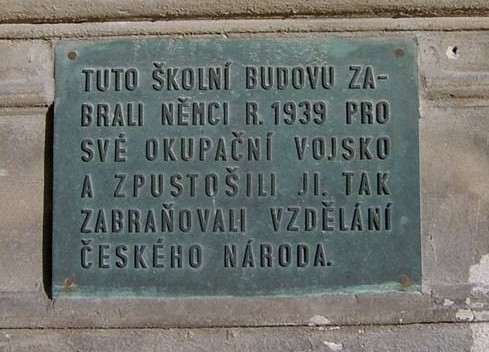 TUTO ŠKOLNÍ BUDOVU ZA-
BRALI NĚMCI R. 1939 PRO
SVÉ OKUPAČNÍ VOJSKO
A ZPUSTOŠILI JI. TAK
ZABRAŇOVALI VZDĚLÁNÍ
ČESKÉHO NÁRODA.